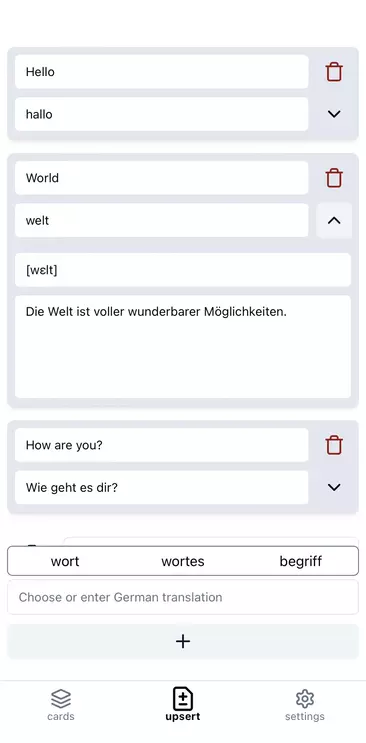 Hello
hallo
World
welt
[wɛlt]
Die Welt ist voller wunderbarer Möglichkeiten.
How are you?
Wie geht es dir?
wort wortes begriff
Choose or enter German translation
+
cards upsert settings